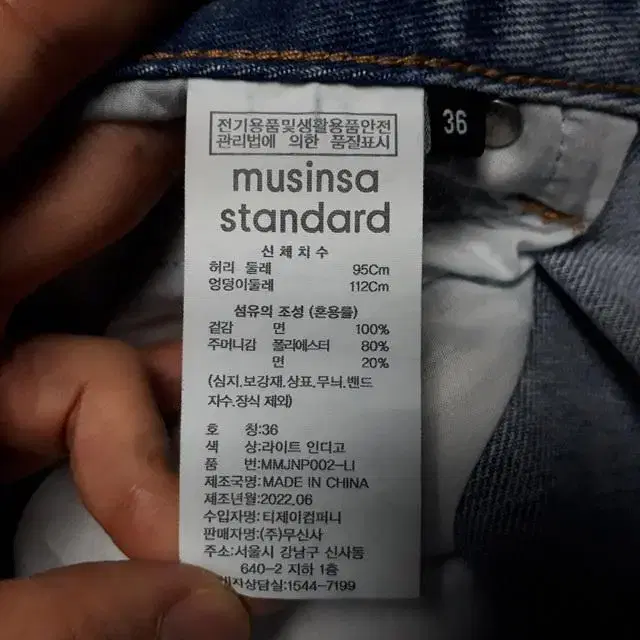 전기용품및생활용품안전
관리법에 의한 품질표시
36
musinsa
standard
신체치수
허리 둘레 95Cm
엉덩이둘레 112Cm
섬유의 조성 (혼용률)
겉감 면 100%
주머니감 폴리에스터 80%
면 20%
(심지,보강재,상표,무늬,밴드
자수,장식 제외)
호 칭:36
색 상:라이트 인디고
품 번:MMJNP002-LI
제조국명:MADE IN CHINA
제조년월:2022.06
수입자명:티제이컴퍼니
판매자명:(주)무신사
주소:서울시 강남구 신사동
640-2 지하 1층
비자상담실:1544-7199